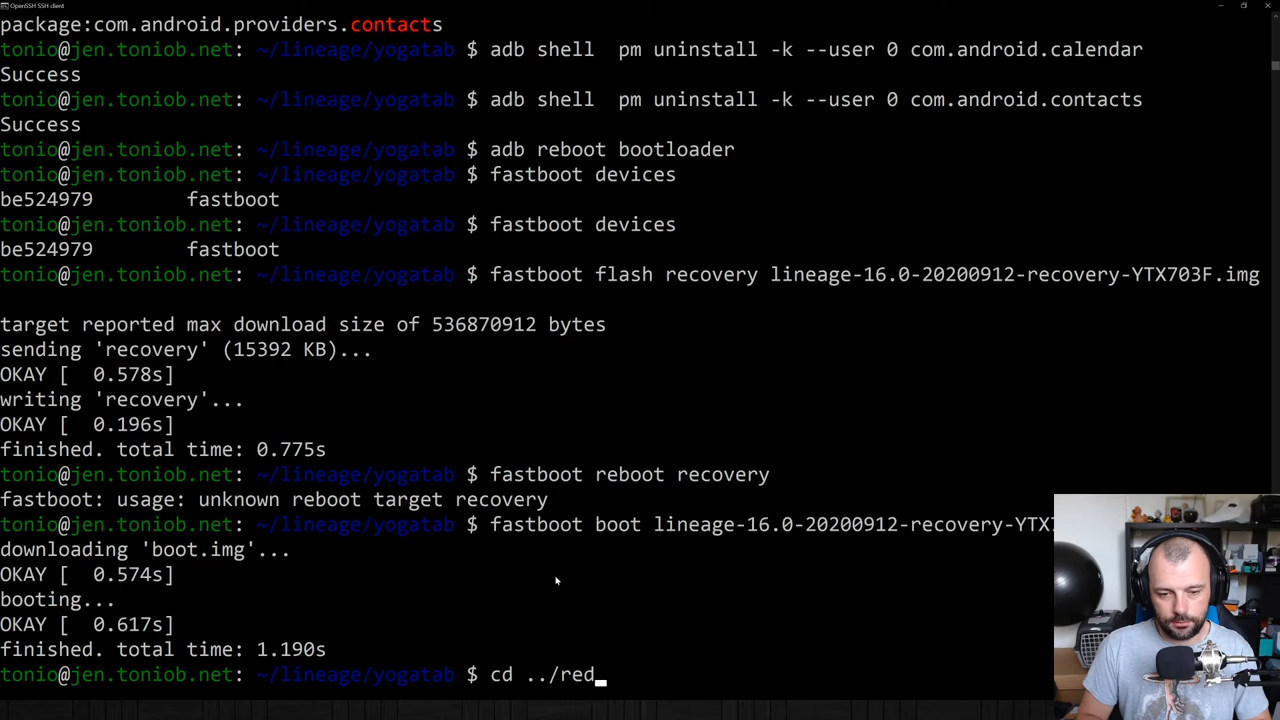 OpenSSH SSH client
package:com.android.providers.contacts
tonio@jen.toniob.net: ~/lineage/yogatab $ adb shell  pm uninstall -k --user 0 com.android.calendar
Success
tonio@jen.toniob.net: ~/lineage/yogatab $ adb shell  pm uninstall -k --user 0 com.android.contacts
Success
tonio@jen.toniob.net: ~/lineage/yogatab $ adb reboot bootloader
tonio@jen.toniob.net: ~/lineage/yogatab $ fastboot devices
be524979        fastboot
tonio@jen.toniob.net: ~/lineage/yogatab $ fastboot devices
be524979        fastboot
tonio@jen.toniob.net: ~/lineage/yogatab $ fastboot flash recovery lineage-16.0-20200912-recovery-YTX703F.img
target reported max download size of 536870912 bytes
sending 'recovery' (15392 KB)...
OKAY [  0.578s]
writing 'recovery'...
OKAY [  0.196s]
finished. total time: 0.775s
tonio@jen.toniob.net: ~/lineage/yogatab $ fastboot reboot recovery
fastboot: usage: unknown reboot target recovery
tonio@jen.toniob.net: ~/lineage/yogatab $ fastboot boot lineage-16.0-20200912-recovery-YTX7
downloading 'boot.img'...
OKAY [  0.574s]
booting...
OKAY [  0.617s]
finished. total time: 1.190s
tonio@jen.toniob.net: ~/lineage/yogatab $ cd ../red